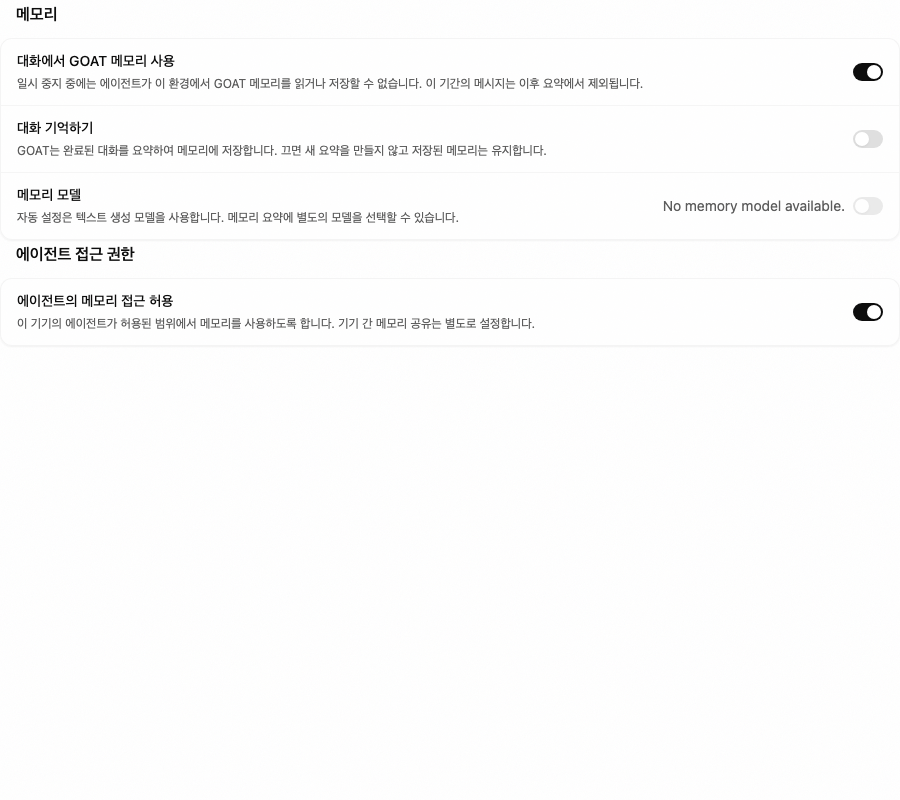 메모리
대화에서 GOAT 메모리 사용
일시 중지 중에는 에이전트가 이 환경에서 GOAT 메모리를 읽거나 저장할 수 없습니다. 이 기간의 메시지는 이후 요약에서 제외됩니다.
대화 기억하기
GOAT는 완료된 대화를 요약하여 메모리에 저장합니다. 끄면 새 요약을 만들지 않고 저장된 메모리는 유지합니다.
메모리 모델
자동 설정은 텍스트 생성 모델을 사용합니다. 메모리 요약에 별도의 모델을 선택할 수 있습니다.
No memory model available.
에이전트 접근 권한
에이전트의 메모리 접근 허용
이 기기의 에이전트가 허용된 범위에서 메모리를 사용하도록 합니다. 기기 간 메모리 공유는 별도로 설정합니다.